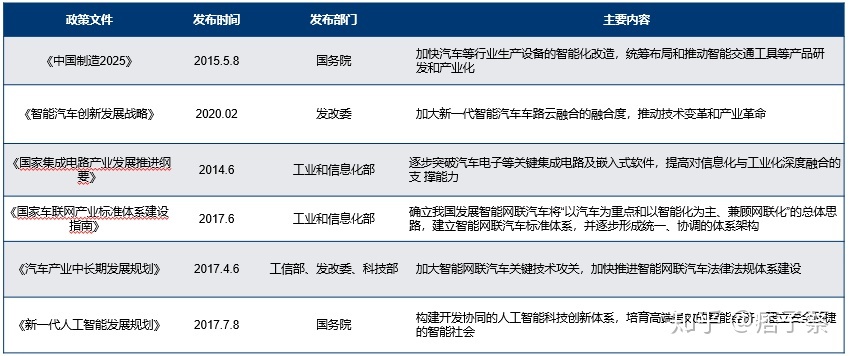 政策文件 发布时间 发布部门 主要内容
《中国制造2025》 2015.5.8 国务院 加快汽车等行业生产设备的智能化改造，统筹布局和推动智能交通工具等产品研
发和产业化
《智能汽车创新发展战略》 2020.02 发改委 加大新一代智能汽车车路云融合的融合度，推动技术变革和产业革命
《国家集成电路产业发展推进纲
要》 2014.6 工业和信息化部 逐步突破汽车电子等关键集成电路及嵌入式软件，提高对信息化与工业化深度融合的
支 撑能力
《国家车联网产业标准体系建设
指南》 2017.6 工业和信息化部 确立我国发展智能网联汽车将“以汽车为重点和以智能化为主、兼顾网联化”的总体思
路，建立智能网联汽车标准体系，并逐步形成统一、协调的体系架构
《汽车产业中长期发展规划》 2017.4.6 工信部、发改委、科技部 加大智能网联汽车关键技术攻关，加快推进智能网联汽车法律法规体系建设
《新一代人工智能发展规划》 2017.7.8 国务院 构建开发协同的人工智能科技创新体系，培育高端
的智能社会
知乎 @痞子蔡